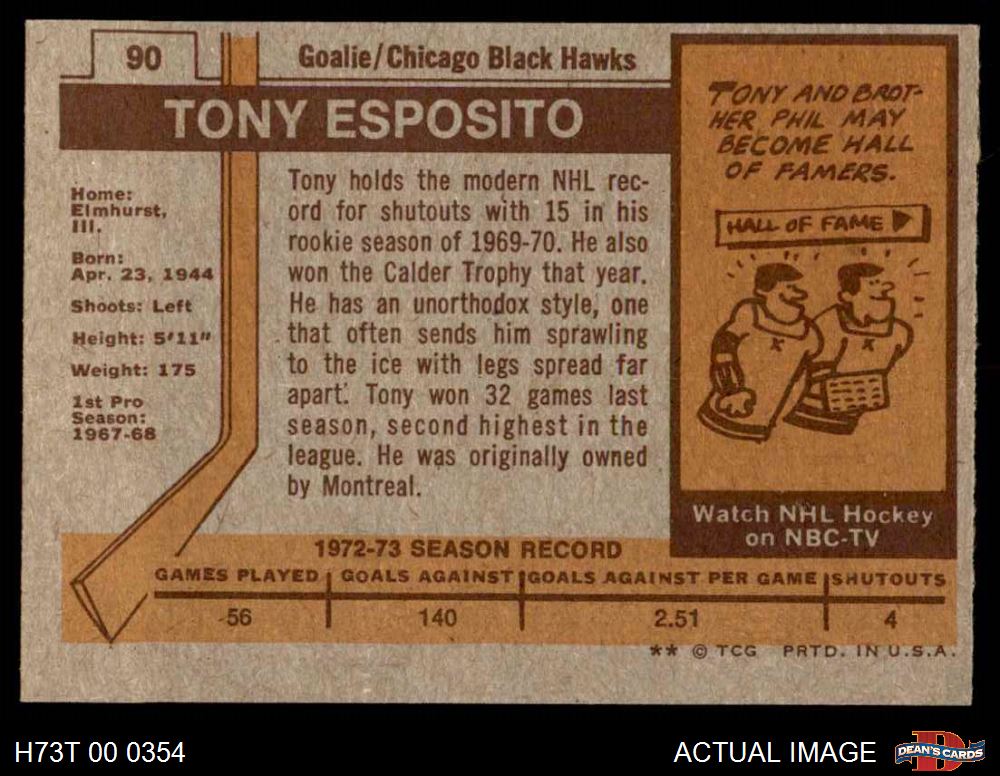 90
Goalie/Chicago Black Hawks
TONY ESPOSITO
Home:
Elmhurst,
Ill.
Born:
Apr. 23, 1944
Shoots: Left
Height: 5'11"
Weight: 175
1st Pro
Season:
1967-68
Tony holds the modern NHL rec-
ord for shutouts with 15 in his
rookie season of 1969-70. He also
won the Calder Trophy that year.
He has an unorthodox style, one
that often sends him sprawling
to the ice with legs spread far
apart. Tony won 32 games last
season, second highest in the
league. He was originally owned
by Montreal.
TONY AND BROT-
HER PHIL MAY
BECOME HALL
OF FAMERS.
HALL OF FAME
Watch NHL Hockey
on NBC-TV
1972-73 SEASON RECORD
GAMES PLAYED GOALS AGAINST GOALS AGAINST PER GAME SHUTOUTS
56 140 2.51 4
** © TCG PRTD. IN U.S.A.
H73T 00 0354
ACTUAL IMAGE
DEAN'S CARDS